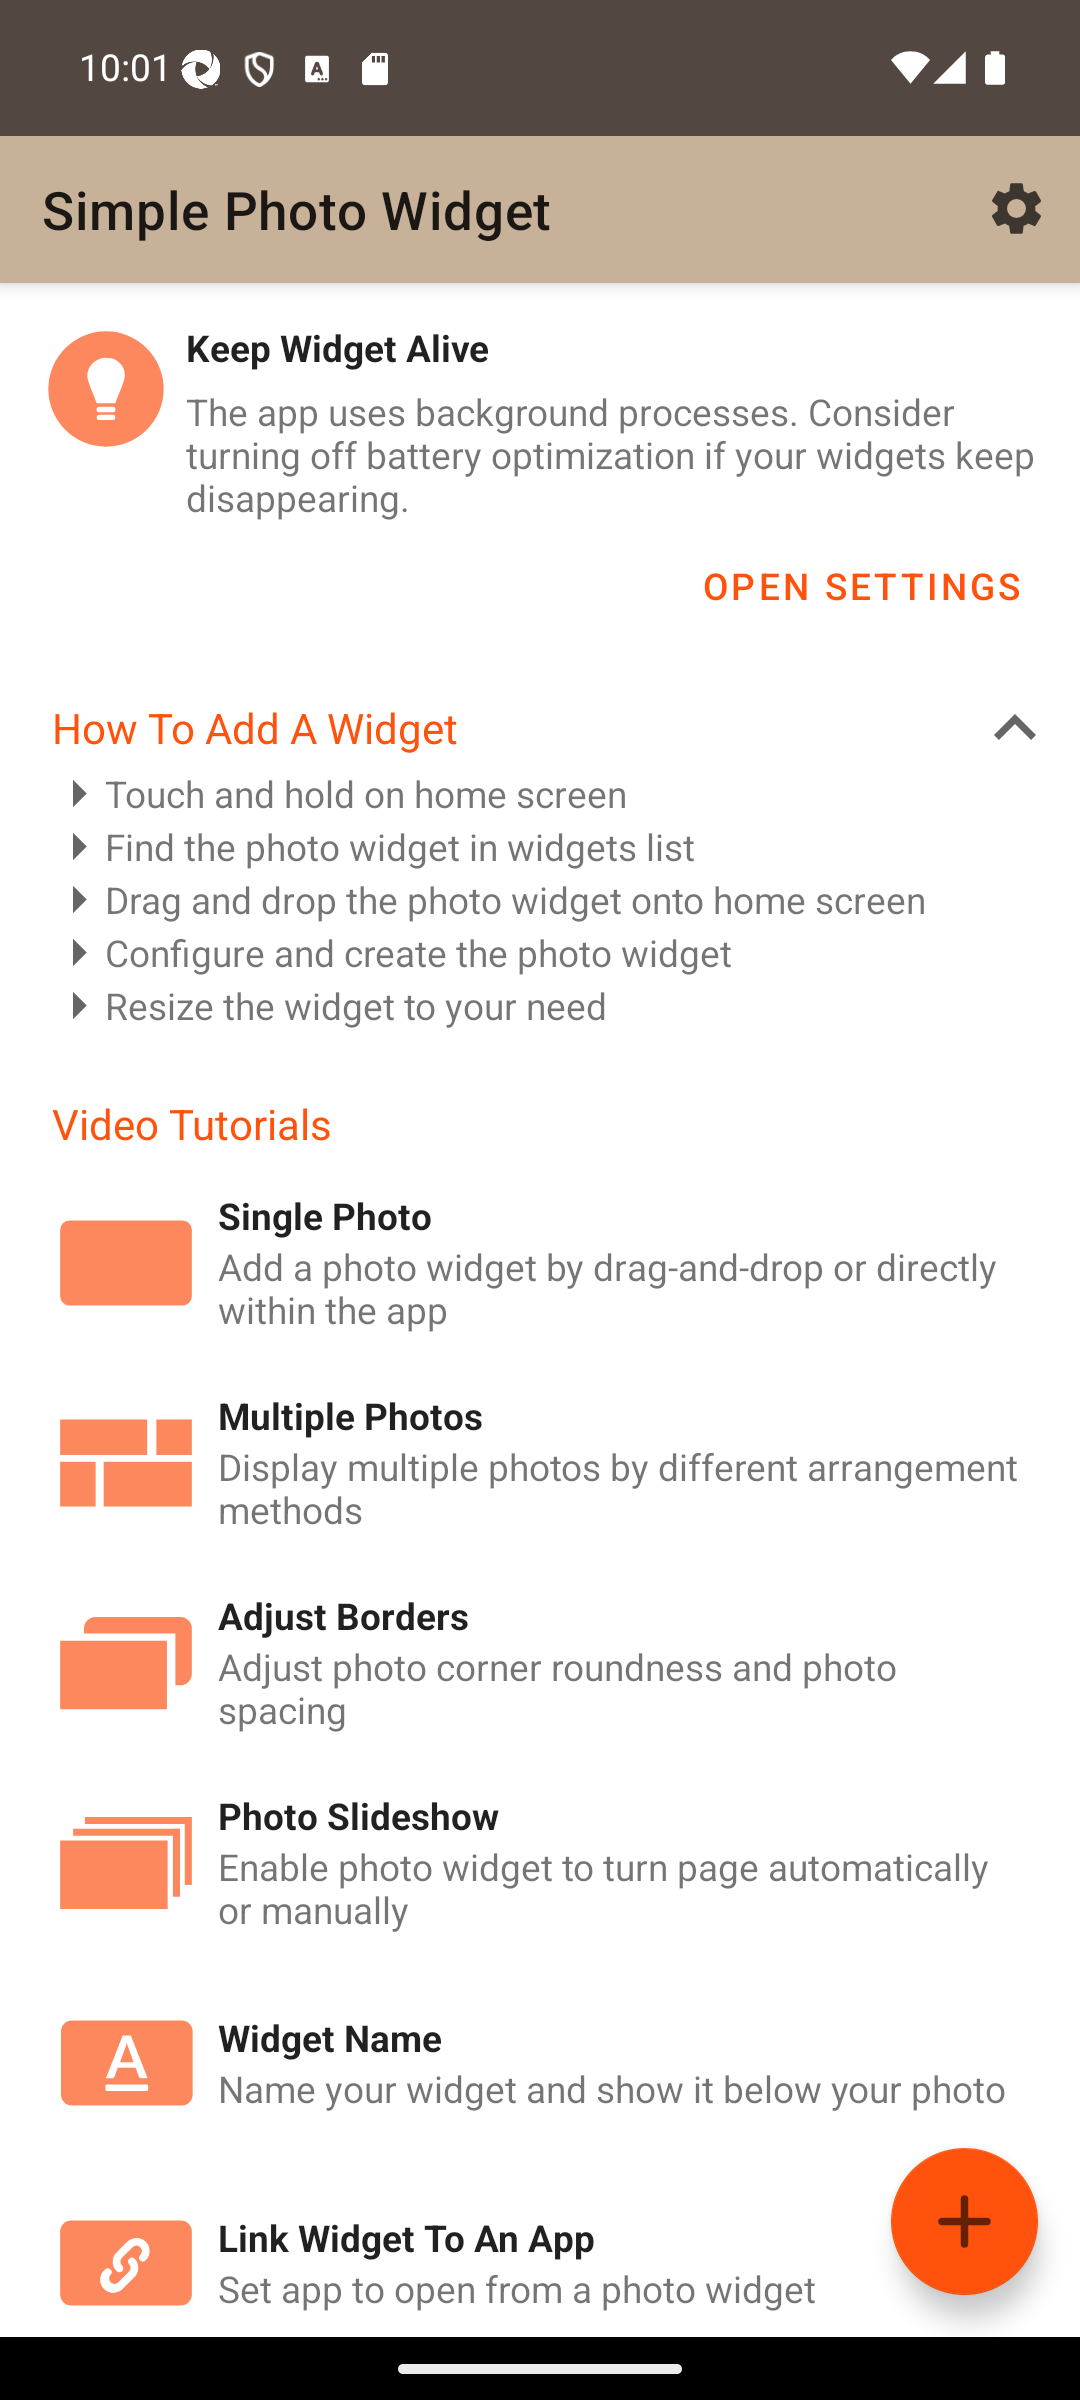 10:01
Simple Photo Widget
Keep Widget Alive
The app uses background processes. Consider
turning off battery optimization if your widgets keep
disappearing.
OPEN SETTINGS
How To Add A Widget
Touch and hold on home screen
Find the photo widget in widgets list
Drag and drop the photo widget onto home screen
Configure and create the photo widget
Resize the widget to your need
Video Tutorials
Single Photo
Add a photo widget by drag-and-drop or directly
within the app
Multiple Photos
Display multiple photos by different arrangement
methods
Adjust Borders
Adjust photo corner roundness and photo
spacing
Photo Slideshow
Enable photo widget to turn page automatically
or manually
A
Widget Name
Name your widget and show it below your photo
Link Widget To An App
Set app to open from a photo widget